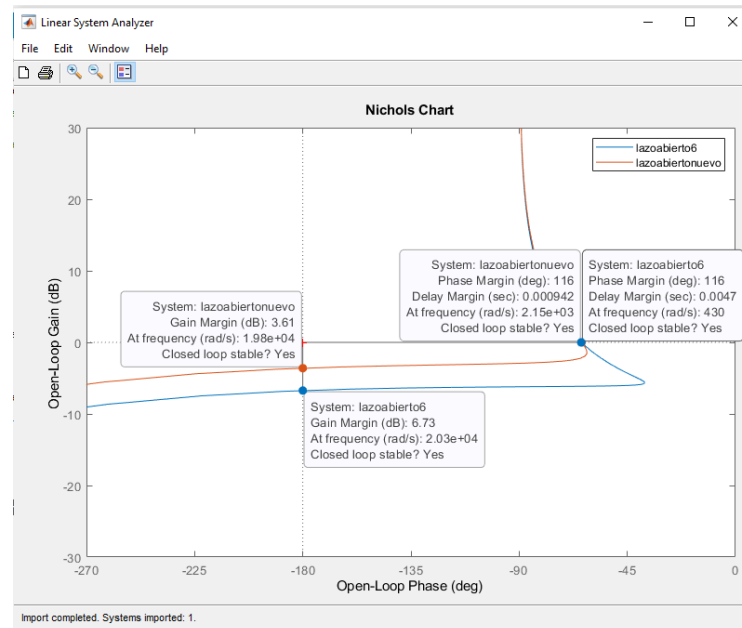 Linear System Analyzer
File Edit Window Help
Nichols Chart
30
lazoabierto6
lazoabiertonuevo
20
10
System: lazoabiertonuevo
Phase Margin (deg): 116
Delay Margin (sec): 0.000942
At frequency (rad/s): 2.15e+03
Closed loop stable? Yes
System: lazoabierto6
Phase Margin (deg): 116
Delay Margin (sec): 0.0047
At frequency (rad/s): 430
Closed loop stable? Yes
System: lazoabiertonuevo
Gain Margin (dB): 3.61
At frequency (rad/s): 1.98e+04
Closed loop stable? Yes
Open-Loop Gain (dB)
0
System: lazoabierto6
Gain Margin (dB): 6.73
At frequency (rad/s): 2.03e+04
Closed loop stable? Yes
-10
-20
-30
-270 -225 -180 -135 -90 -45 0
Open-Loop Phase (deg)
Import completed. Systems imported: 1.